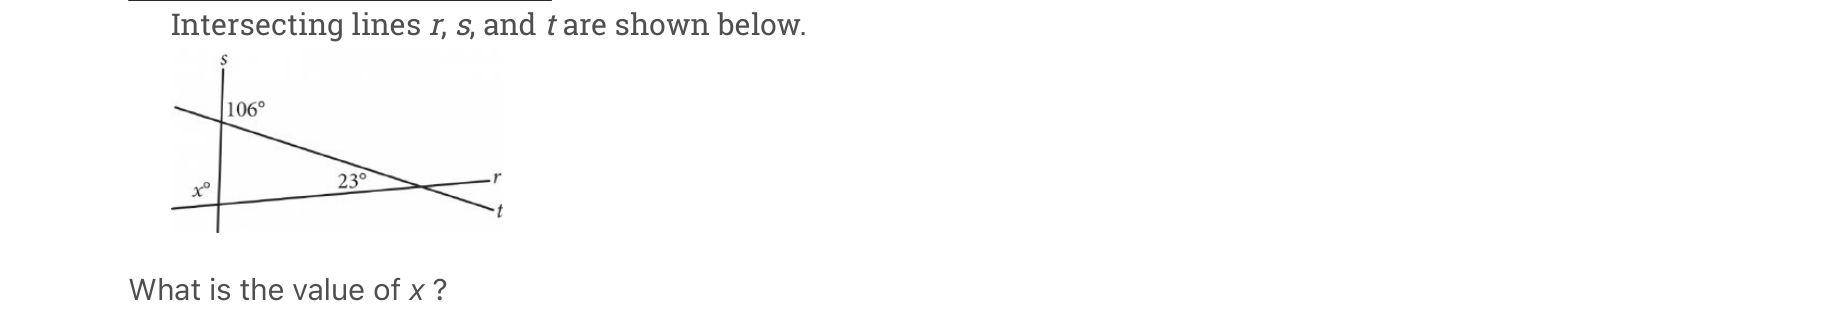 Intersecting lines r, s, and t are shown below.
s
106°
23°
r
x°
t
What is the value of x ?